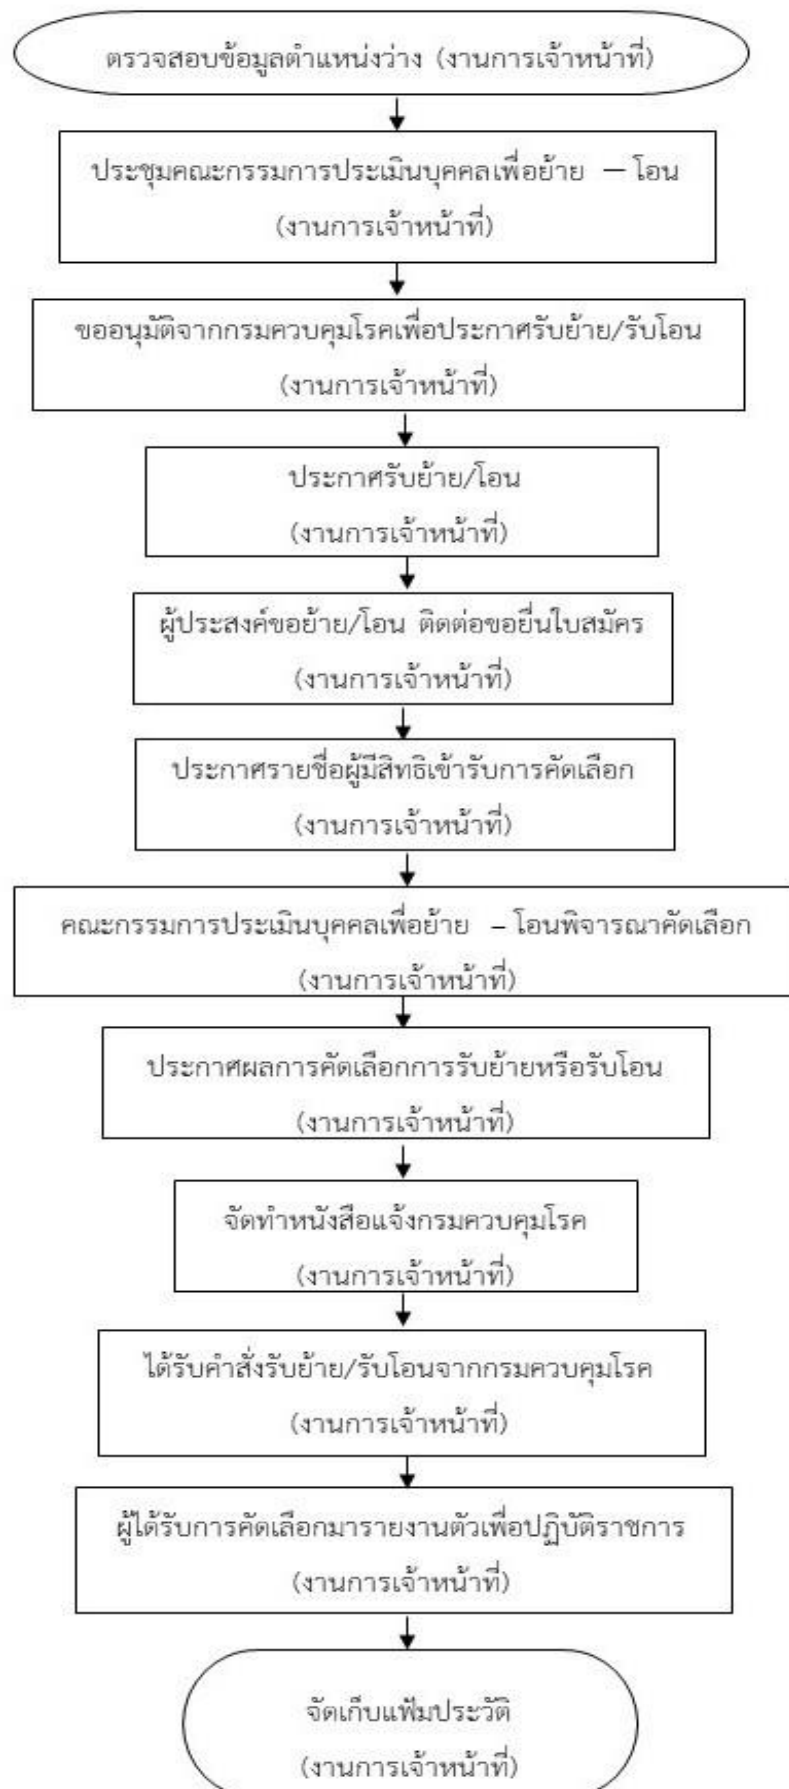 ตรวจสอบข้อมูลตำแหน่งว่าง (งานการเจ้าหน้าที่)
ประชุมคณะกรรมการประเมินบุคคลเพื่อย้าย – โอน
(งานการเจ้าหน้าที่)
ขออนุมัติจากกรมควบคุมโรคเพื่อประกาศรับย้าย/รับโอน
(งานการเจ้าหน้าที่)
ประกาศรับย้าย/โอน
(งานการเจ้าหน้าที่)
ผู้ประสงค์ขอย้าย/โอน ติดต่อขอยื่นใบสมัคร
(งานการเจ้าหน้าที่)
ประกาศรายชื่อผู้มีสิทธิเข้ารับการคัดเลือก
(งานการเจ้าหน้าที่)
คณะกรรมการประเมินบุคคลเพื่อย้าย – โอนพิจารณาคัดเลือก
(งานการเจ้าหน้าที่)
ประกาศผลการคัดเลือกการรับย้ายหรือรับโอน
(งานการเจ้าหน้าที่)
จัดทำหนังสือแจ้งกรมควบคุมโรค
(งานการเจ้าหน้าที่)
ได้รับคำสั่งรับย้าย/รับโอนจากกรมควบคุมโรค
(งานการเจ้าหน้าที่)
ผู้ได้รับการคัดเลือกมารายงานตัวเพื่อปฏิบัติราชการ
(งานการเจ้าหน้าที่)
จัดเก็บแฟ้มประวัติ
(งานการเจ้าหน้าที่)